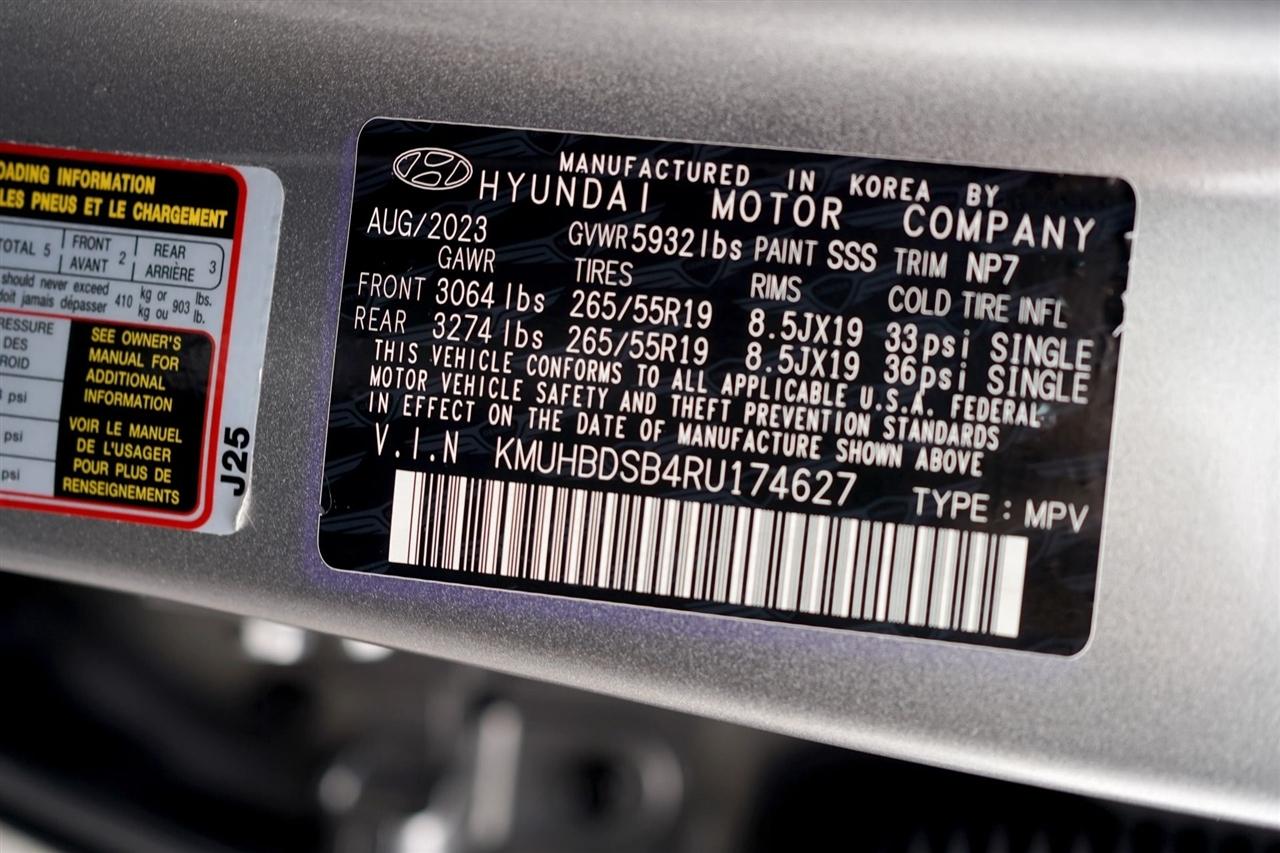 OADING INFORMATION
LES PNEUS ET LE CHARGEMENT
TOTAL 5 FRONT AVANT 2 REAR ARRIÈRE 3
should never exceed 410 kg or 903 lbs.
doit jamais dépasser kg ou lb.
RESSURE
DES
ROID
psi
psi
psi
SEE OWNER'S
MANUAL FOR
ADDITIONAL
INFORMATION
VOIR LE MANUEL
DE L'USAGER
POUR PLUS DE
RENSEIGNEMENTS
J25
MANUFACTURED IN KOREA BY
HYUNDAI MOTOR COMPANY
AUG/2023 GVWR 5932 lbs PAINT SSS TRIM NP7
GAWR TIRES RIMS COLD TIRE INFL
FRONT 3064 lbs 265/55R19 8.5JX19 33psi SINGLE
REAR 3274 lbs 265/55R19 8.5JX19 36psi SINGLE
THIS VEHICLE CONFORMS TO ALL APPLICABLE U.S.A. FEDERAL
MOTOR VEHICLE SAFETY AND THEFT PREVENTION STANDARDS
IN EFFECT ON THE DATE OF MANUFACTURE SHOWN ABOVE
V.I.N KMUHBDSB4RU174627 TYPE : MPV